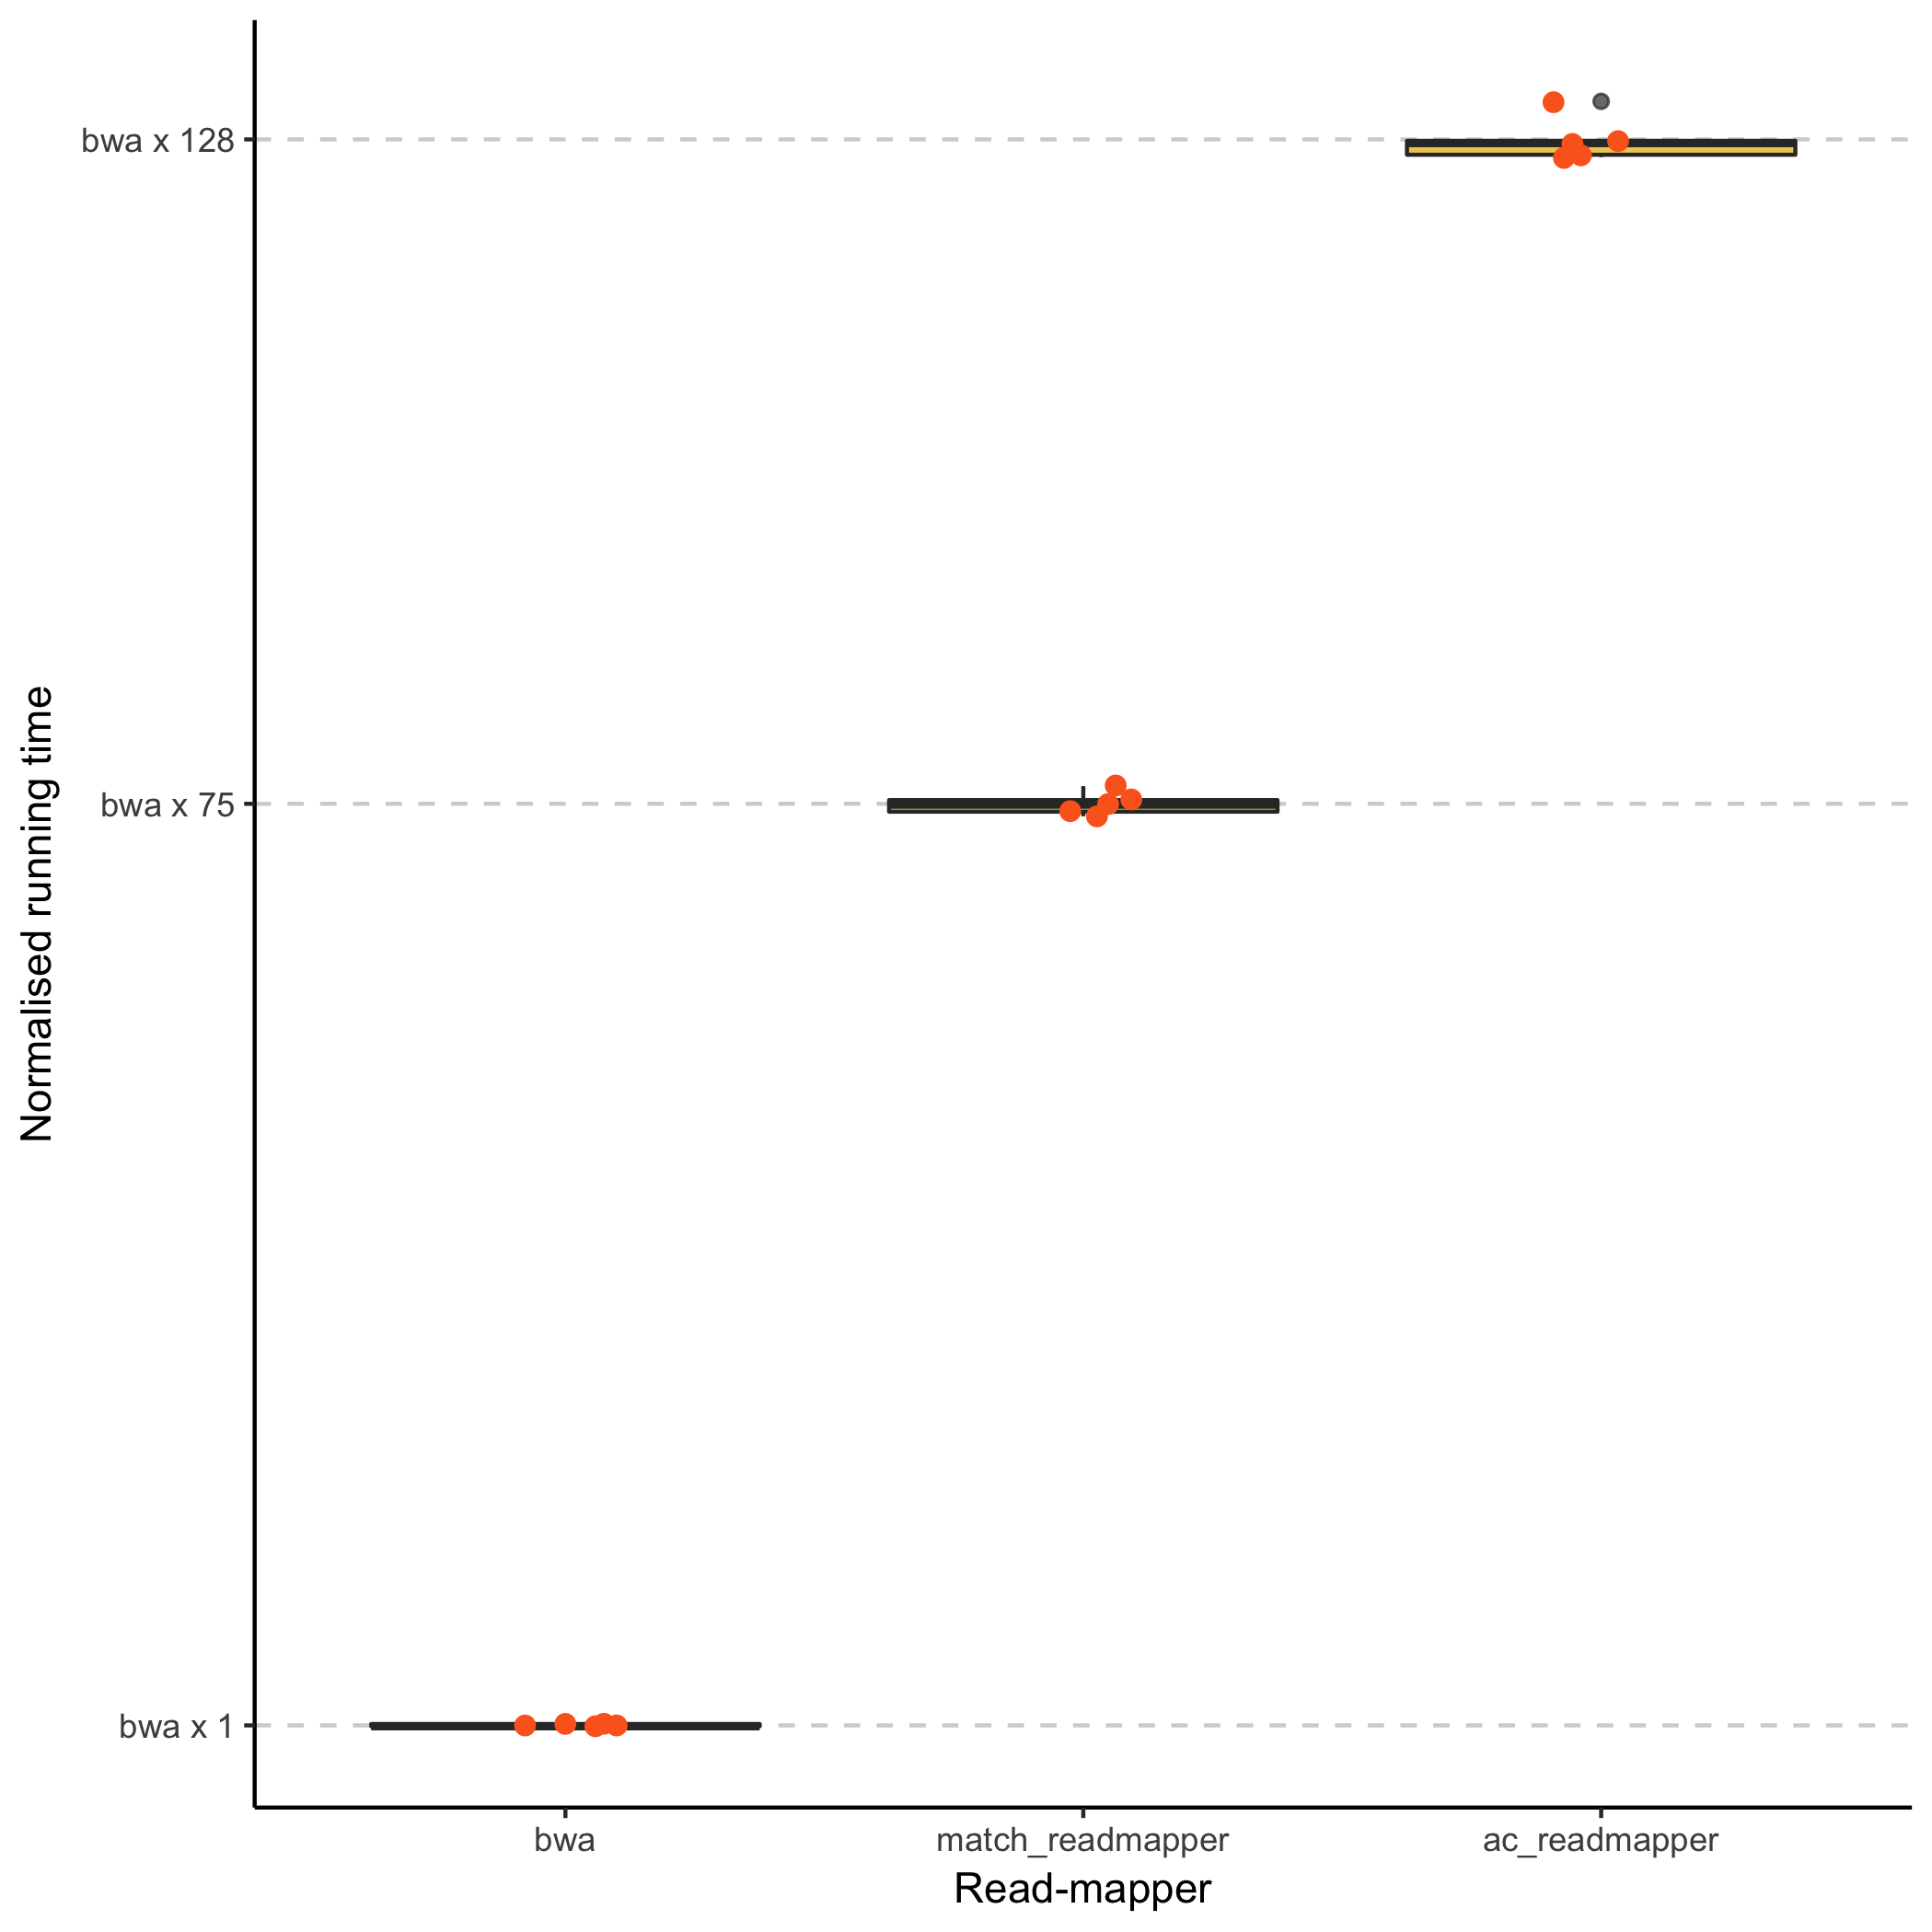 Normalised running time
bwa x 128
bwa x 75
bwa x 1
bwa
match_readmapper
ac_readmapper
Read-mapper